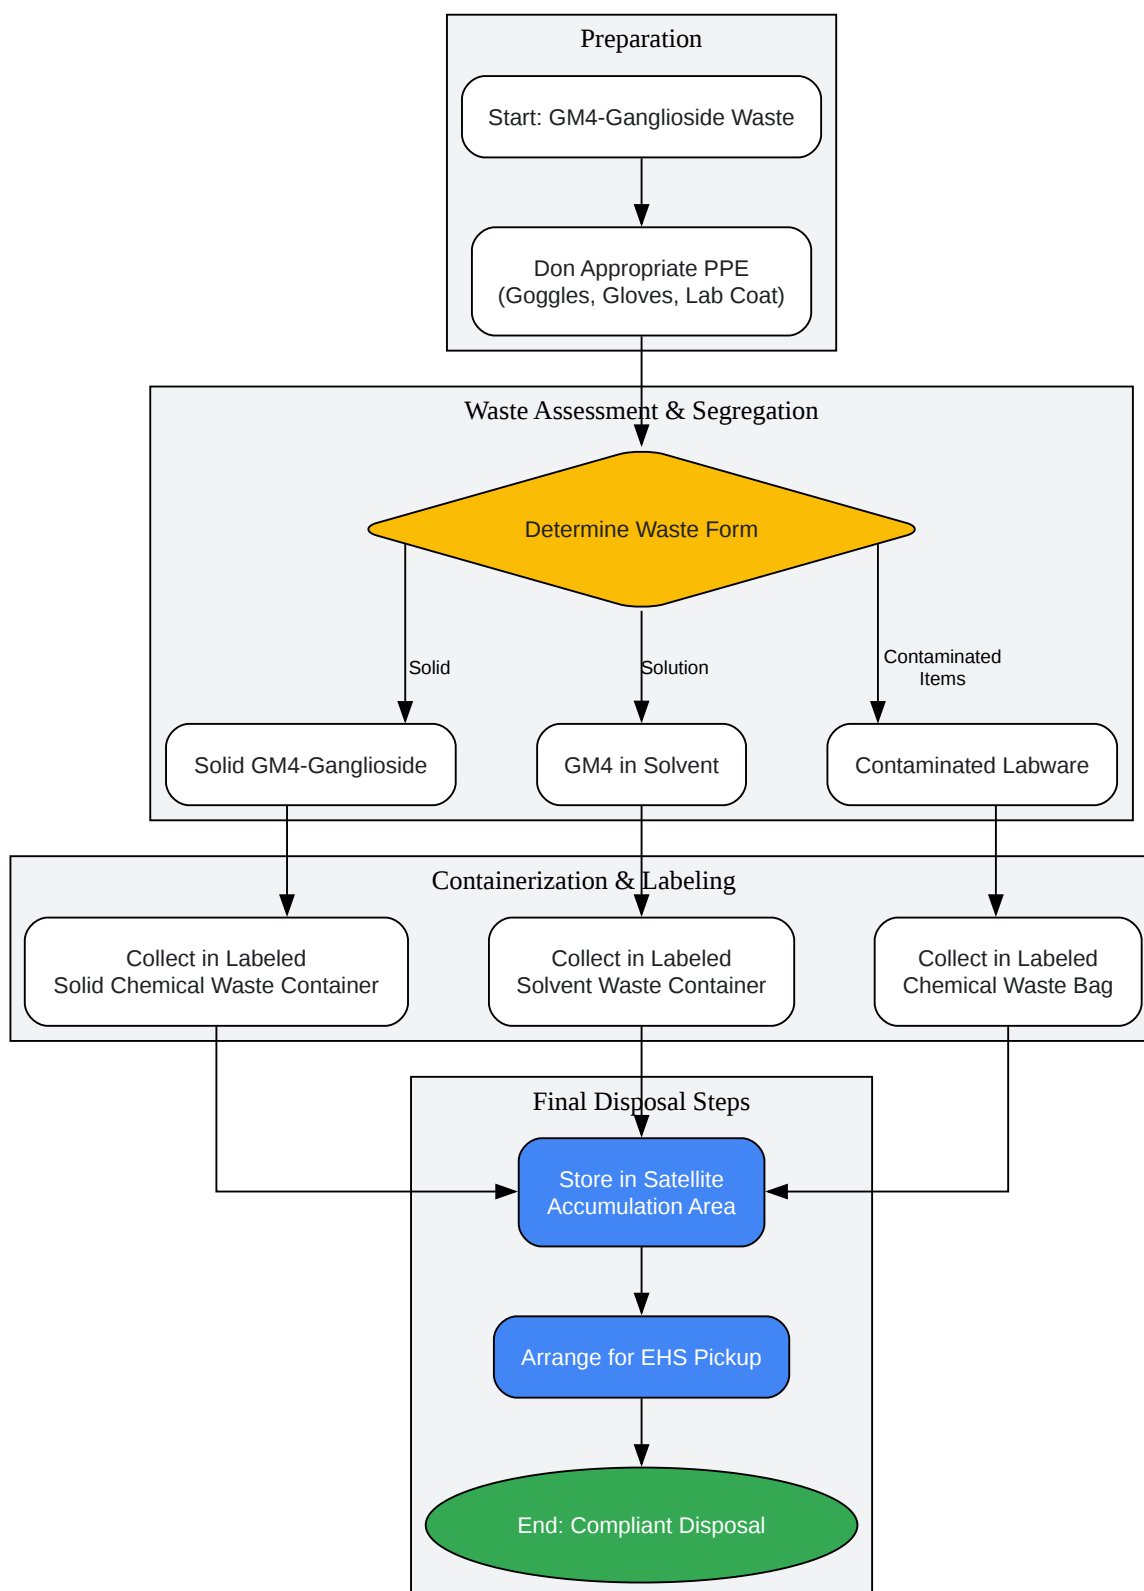 Preparation
Start: GM4-Ganglioside Waste
Don Appropriate PPE
(Goggles, Gloves, Lab Coat)
Waste Assessment & Segregation
Determine Waste Form
Solid
Solution
Contaminated
Items
Solid GM4-Ganglioside
GM4 in Solvent
Contaminated Labware
Containerization & Labeling
Collect in Labeled
Solid Chemical Waste Container
Collect in Labeled
Solvent Waste Container
Collect in Labeled
Chemical Waste Bag
Final Disposal Steps
Store in Satellite
Accumulation Area
Arrange for EHS Pickup
End: Compliant Disposal